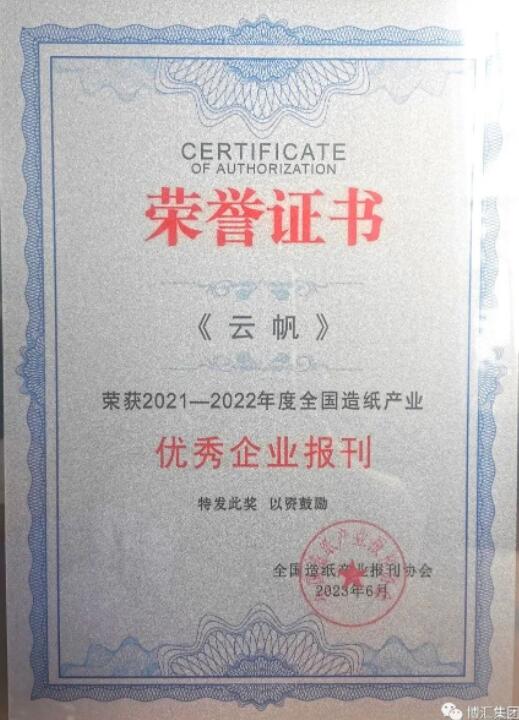 CERTIFICATE
OF AUTHORIZATION
荣誉证书
《云帆》
荣获2021—2022年度全国造纸产业
优秀企业报刊
特发此奖 以资鼓励
全国造纸产业报刊协会
2023年6月
博汇集团